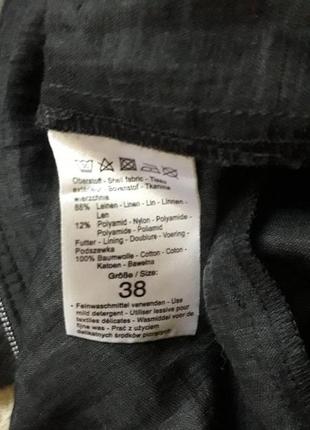 Oberstoff - Shell fabric - Tissu
extérieur - Bovenstof - Tkanina
wierzchnia
88% Leinen - Linen - Lin - Linnen -
Len
12% Polyamid - Nylon - Polyamide -
Polyamide - Poliamid
Futter - Lining - Doublure - Voering -
Podszewka
100% Baumwolle - Cotton - Coton -
Katoen - Bawełna
Größe / Size:
38
- Feinwaschmittel verwenden - Use
mild detergent - Utiliser lessive pour
textiles délicates - Wasmiddel voor de
fijne was - Prać z użyciem
delikatnych środków